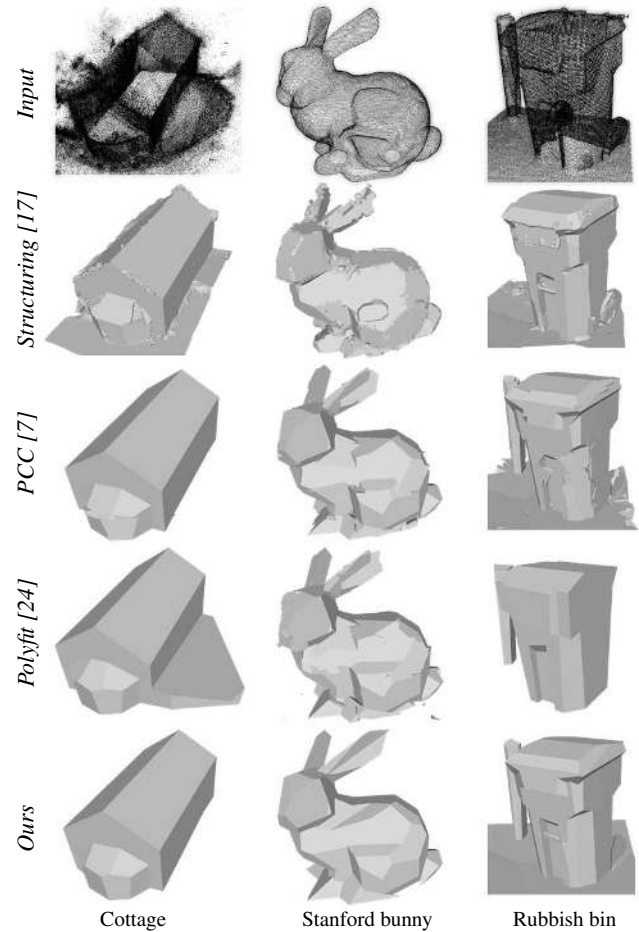 Input
Structuring [17]
PCC [7]
Polyfit [24]
Ours
Cottage
Stanford bunny
Rubbish bin